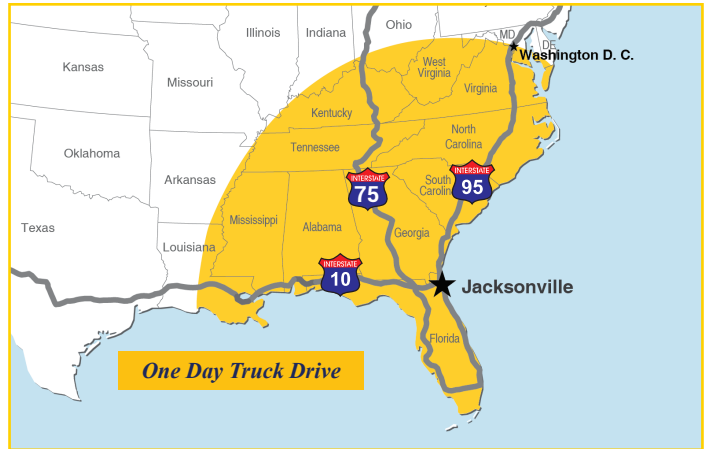 Ohio
Illinois
Indiana
MD
DE
Washington D. C.
Kansas
West
Virginia
Missouri
Virginia
Kentucky
North
Carolina
Tennessee
Oklahoma
Arkansas
INTERSTATE
75
INTERSTATE
95
South
Carolina
Mississippi
Alabama
Georgia
Texas
Louisiana
INTERSTATE
10
Jacksonville
Florida
One Day Truck Drive